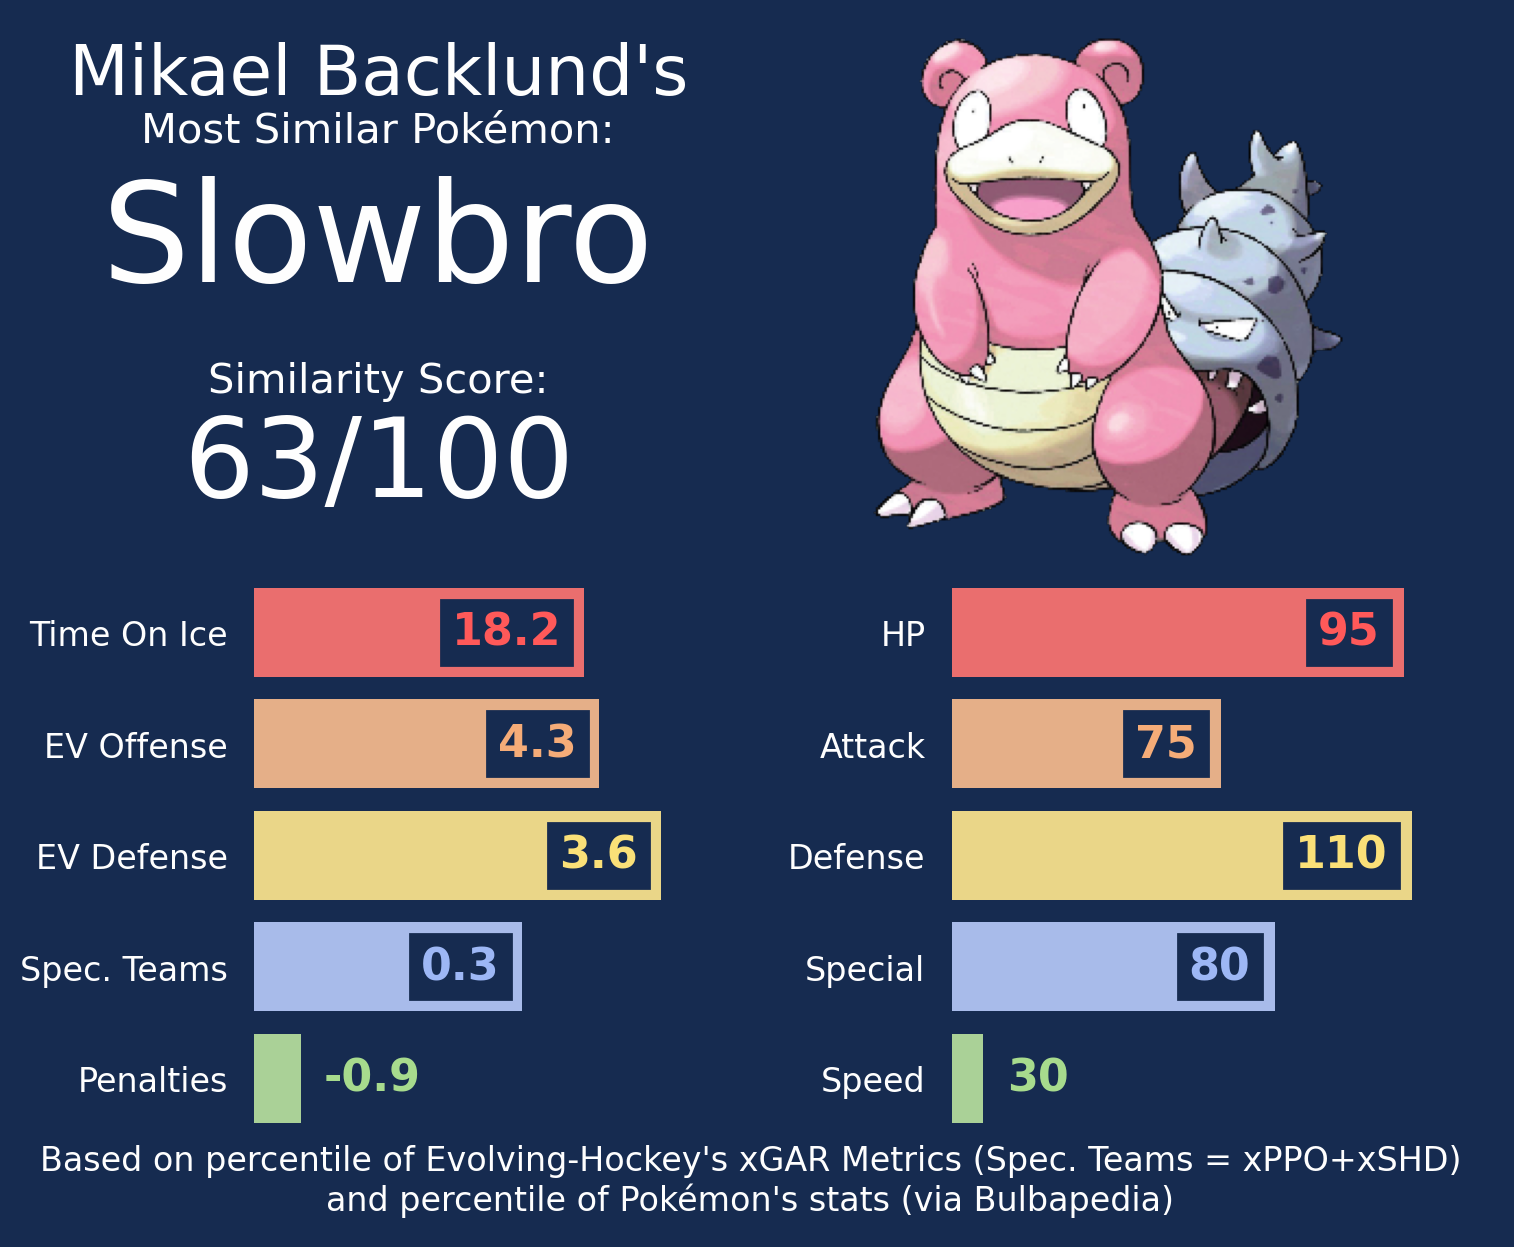 Mikael Backlund's
Most Similar Pokémon:
Slowbro
Similarity Score:
63/100
Time On Ice 18.2
EV Offense 4.3
EV Defense 3.6
Spec. Teams 0.3
Penalties -0.9
HP 95
Attack 75
Defense 110
Special 80
Speed 30
Based on percentile of Evolving-Hockey's xGAR Metrics (Spec. Teams = xPPO+xSHD)
and percentile of Pokémon's stats (via Bulbapedia)